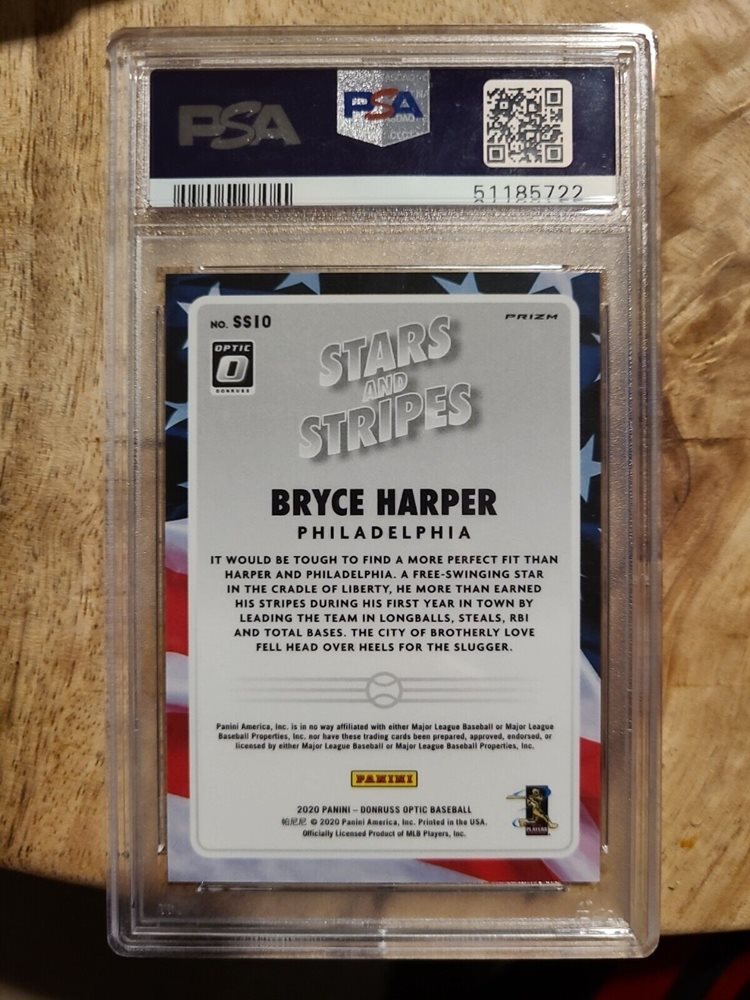 PSA
PSA
51185722
NO. SS10
PRIZM
OPTIC
DONRUSS
STARS
AND
STRIPES
BRYCE HARPER
PHILADELPHIA
IT WOULD BE TOUGH TO FIND A MORE PERFECT FIT THAN
HARPER AND PHILADELPHIA. A FREE-SWINGING STAR
IN THE CRADLE OF LIBERTY, HE MORE THAN EARNED
HIS STRIPES DURING HIS FIRST YEAR IN TOWN BY
LEADING THE TEAM IN LONGBALLS, STEALS, RBI
AND TOTAL BASES. THE CITY OF BROTHERLY LOVE
FELL HEAD OVER HEELS FOR THE SLUGGER.
Panini America, Inc. is in no way affiliated with either Major League Baseball or Major League
Baseball Properties, Inc., nor have these trading cards been prepared, approved, endorsed, or
licensed by either Major League Baseball or Major League Baseball Properties, Inc.
PANINI
2020 PANINI – DONRUSS OPTIC BASEBALL
帕尼尼 © 2020 Panini America, Inc. Printed in the USA.
Officially Licensed Product of MLB Players, Inc.